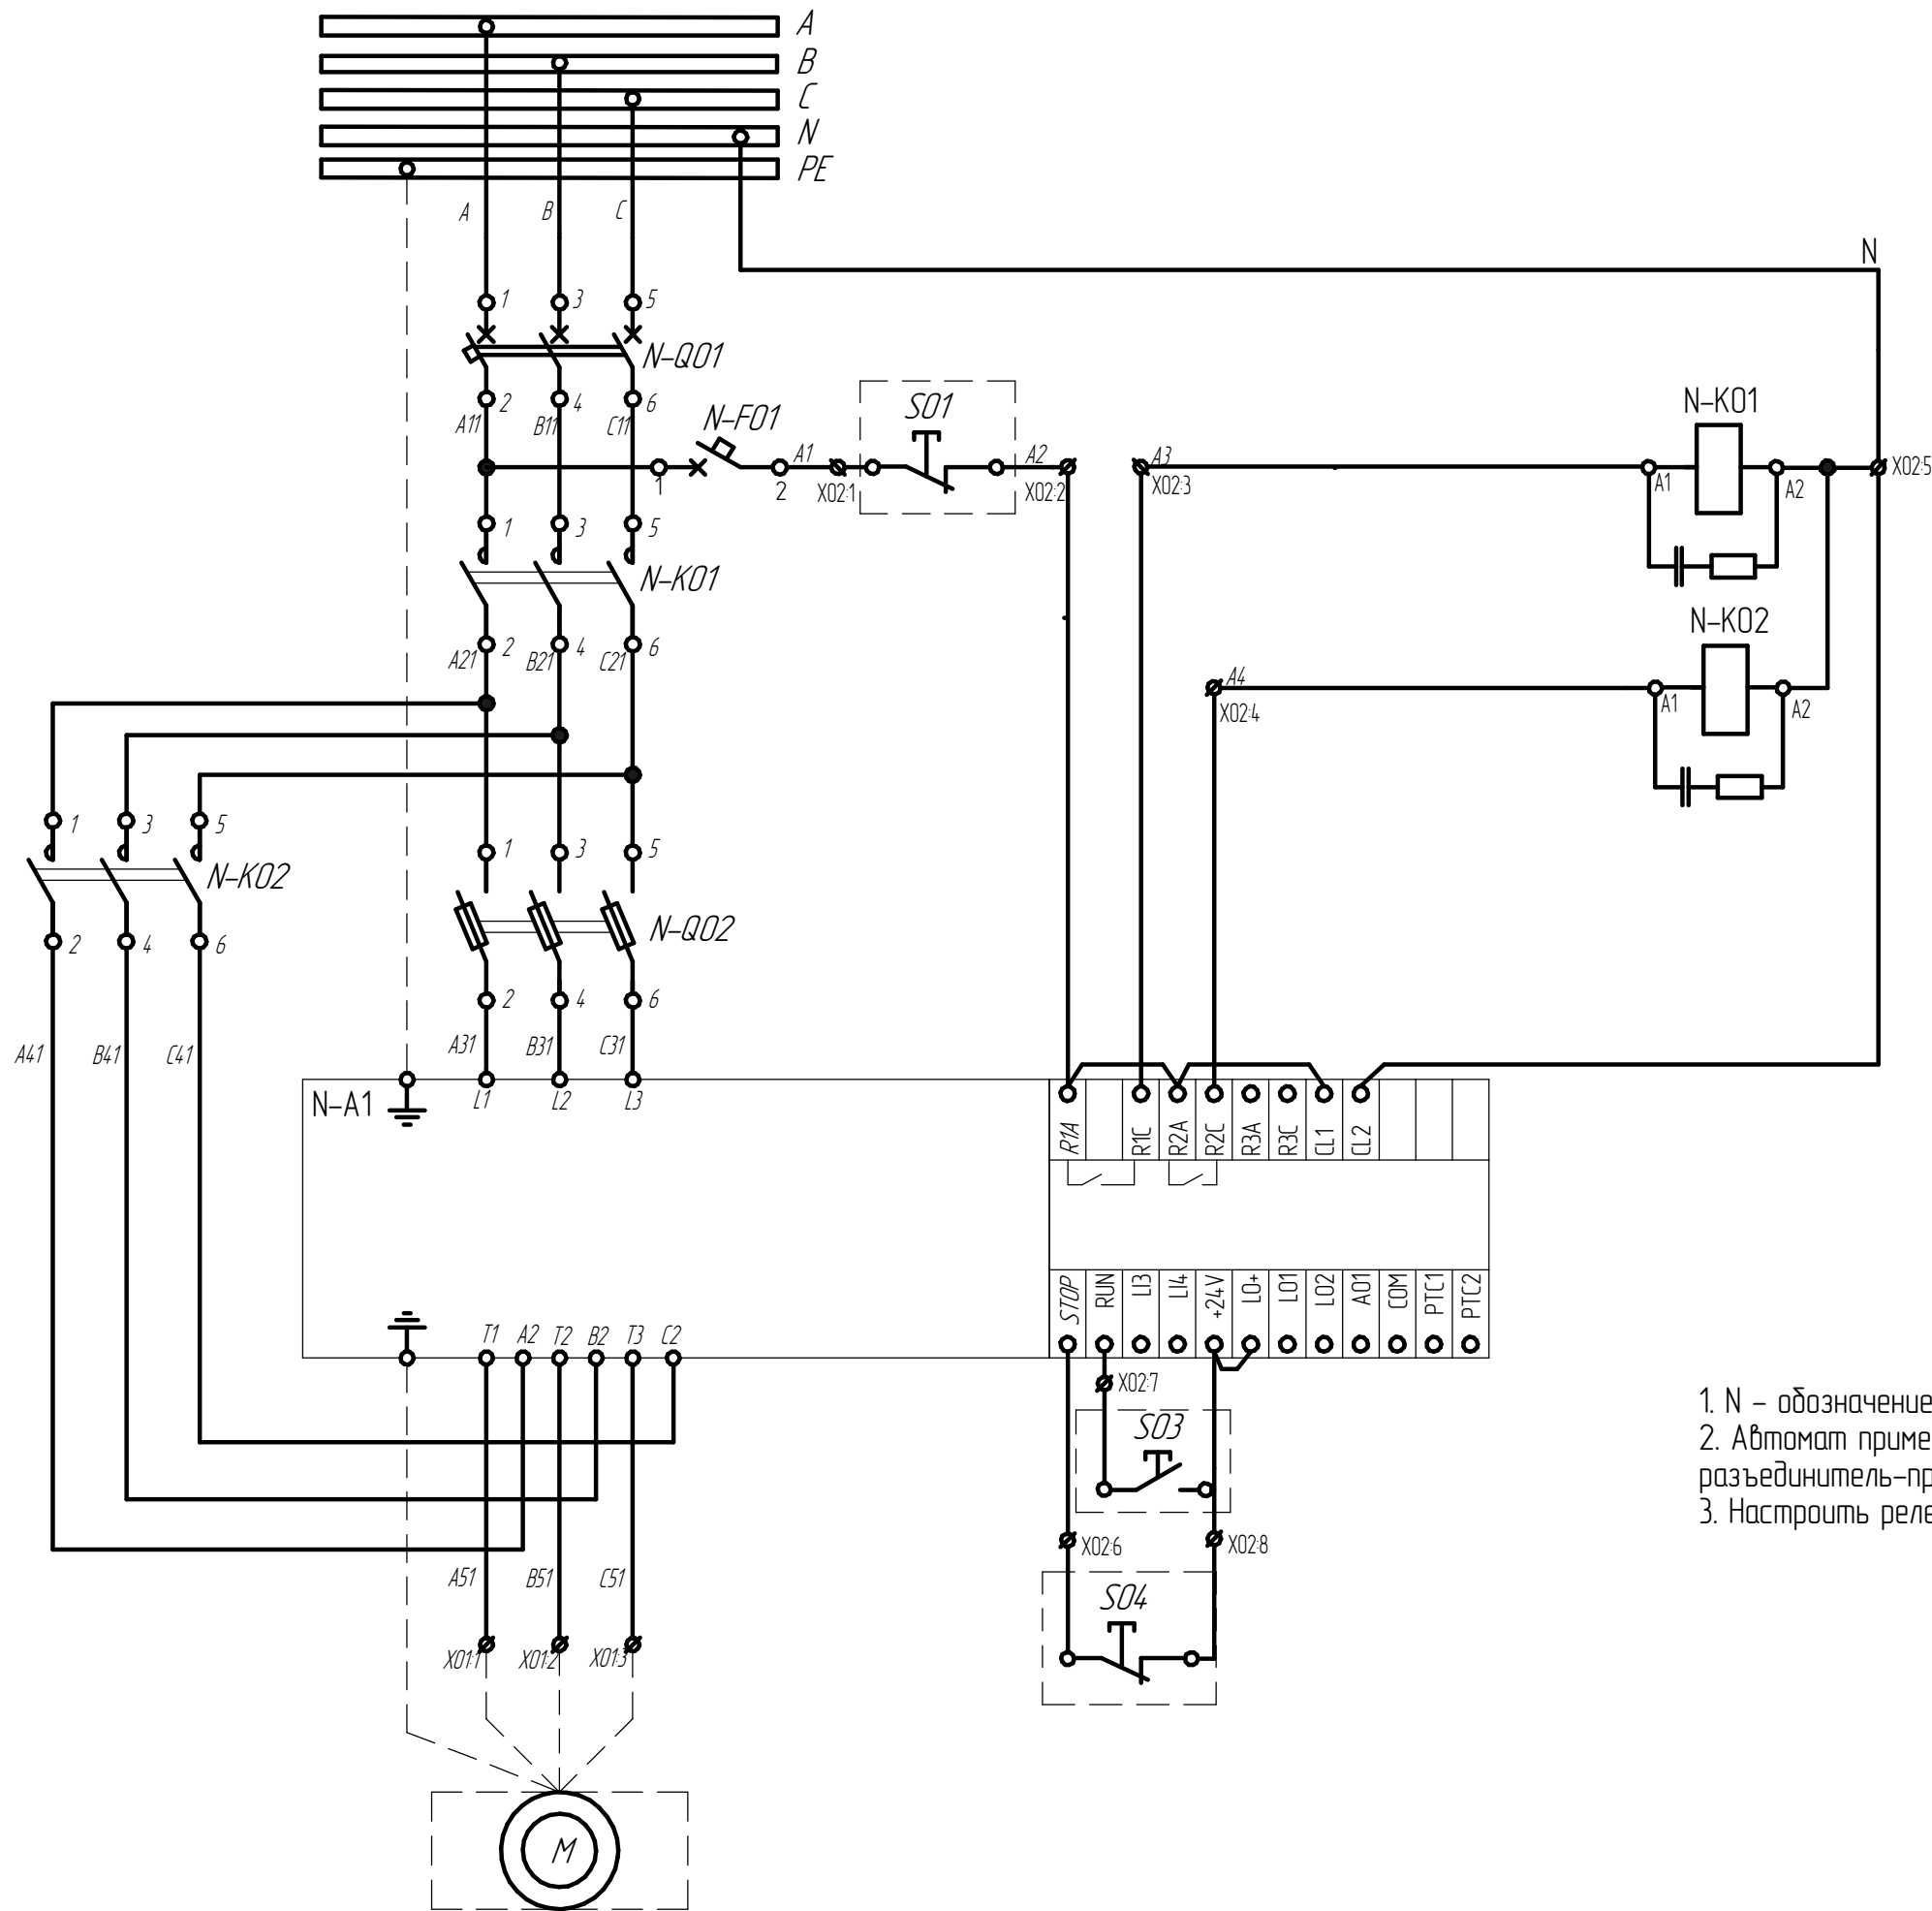 A
B
C
N
PE
A B C
N
1 3 5
N-Q01
2 4 6
A11 B11 C11
N-F01
1 2
A1
X02:1
S01
A2
X02:2
A3
X02:3
N-K01
A1 A2
X02:5
1 3 5
N-K01
2 4 6
A21 B21 C21
N-K02
A4
X02:4
A1 A2
1 3 5
N-K02
2 4 6
1 3 5
N-Q02
2 4 6
A41 B41 C41
A31 B31 C31
N-A1
L1 L2 L3
R1A R1C R2A R2C R3A R3C CL1 CL2
STOP RUN LI3 LI4 +24V LO+ LO1 LO2 AO1 COM PTC1 PTC2
T1 A2 T2 B2 T3 C2
X02:7
S03
X02:6
X02:8
S04
A51 B51 C51
X01:1 X01:2 X01:3
M
1. N – обозначение
2. Автомат приме
разъединитель-пр
3. Настроить реле